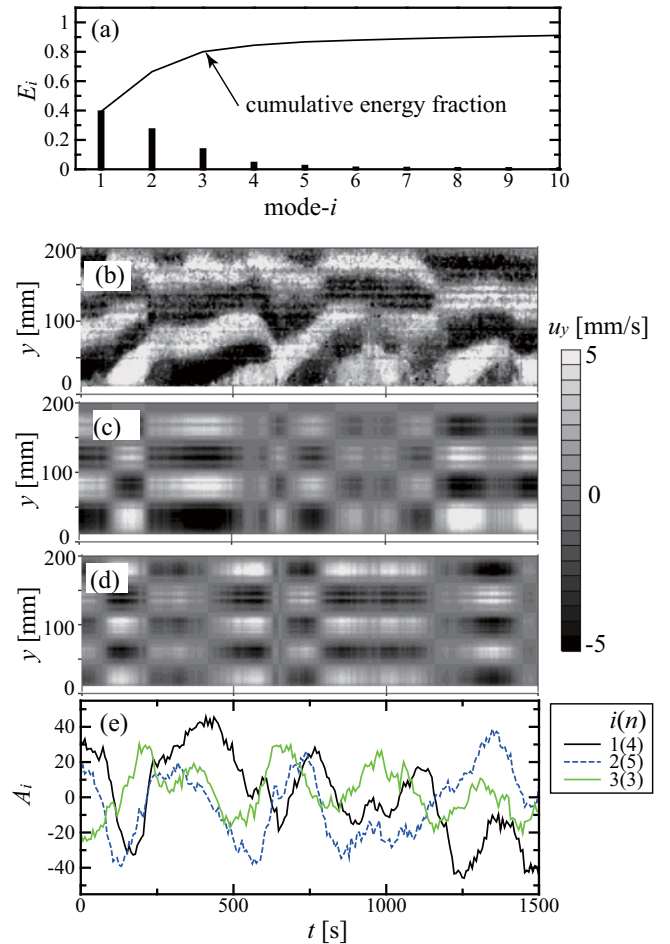 (a)
1
0.8
0.6
0.4
0.2
0
E_i
cumulative energy fraction
1 2 3 4 5 6 7 8 9 10
mode-i
(b)
200
100
0
y [mm]
(c)
200
100
0
y [mm]
(d)
200
100
0
y [mm]
u_y [mm/s]
5
0
-5
(e)
40
20
0
-20
-40
A_i
0 500 1000 1500
t [s]
i(n)
1(4)
2(5)
3(3)